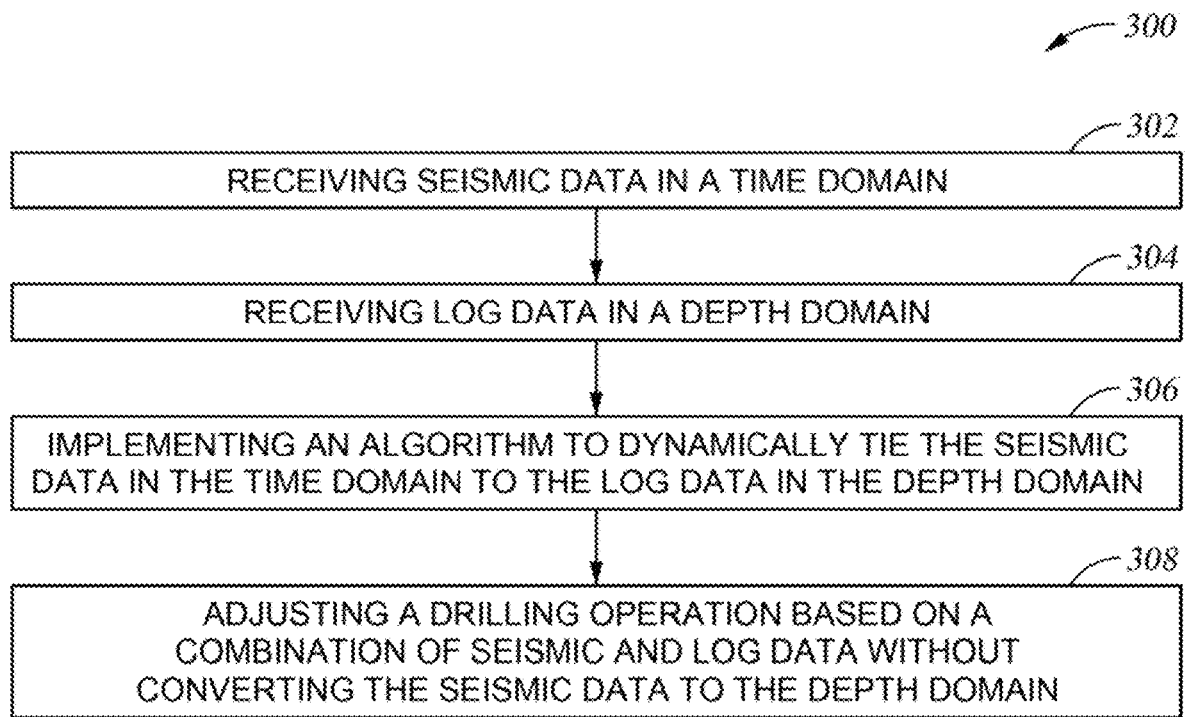 300
302
RECEIVING SEISMIC DATA IN A TIME DOMAIN
304
RECEIVING LOG DATA IN A DEPTH DOMAIN
306
IMPLEMENTING AN ALGORITHM TO DYNAMICALLY TIE THE SEISMIC
DATA IN THE TIME DOMAIN TO THE LOG DATA IN THE DEPTH DOMAIN
308
ADJUSTING A DRILLING OPERATION BASED ON A
COMBINATION OF SEISMIC AND LOG DATA WITHOUT
CONVERTING THE SEISMIC DATA TO THE DEPTH DOMAIN